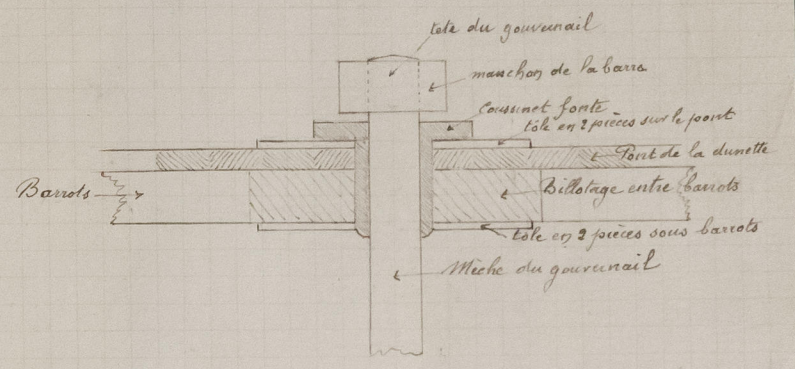 tête du gouvernail
manchon de la barre
Coussinet fonte
tôle en 2 pièces sur le pont
Pont de la dunette
Barrots
Billotage entre barrots
tôle en 2 pièces sous barrots
Mèche du gouvernail